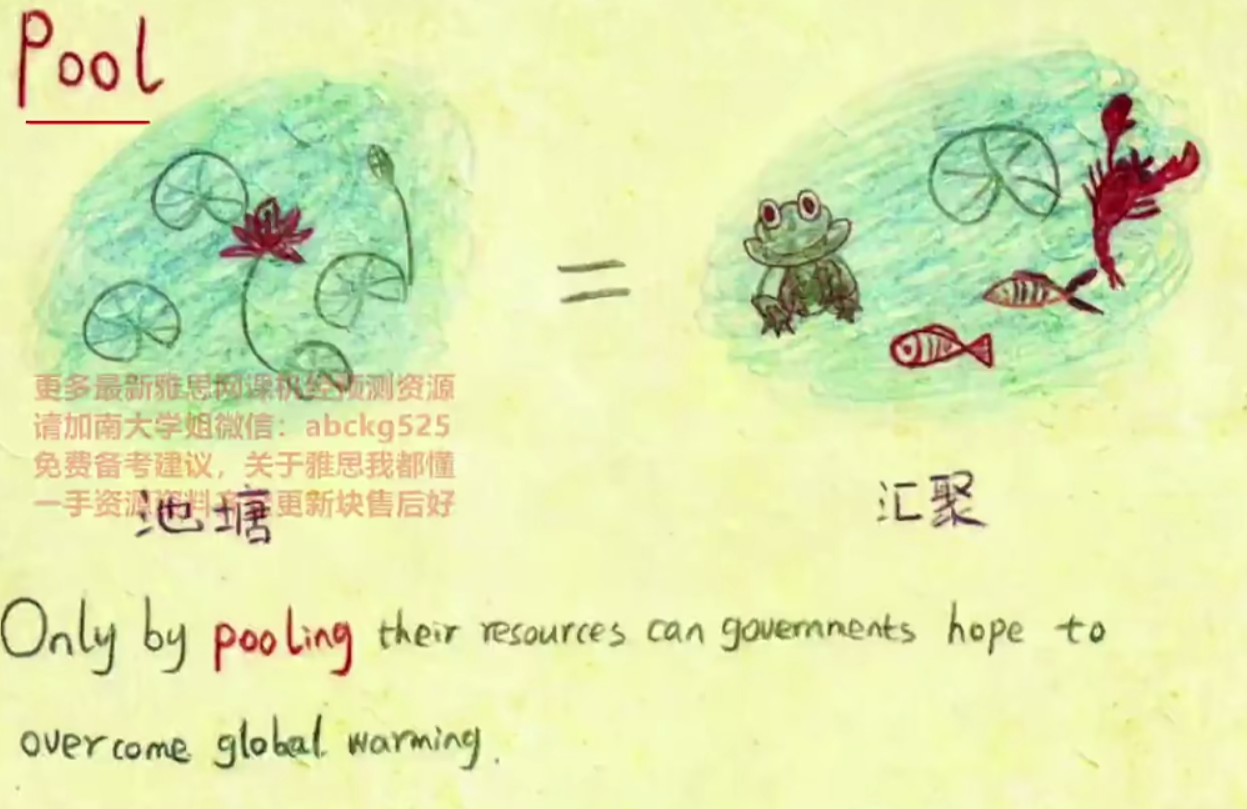 Pool
=
更多最新雅思网课机经预测资源
请加南大学姐微信：abckg525
免费备考建议，关于雅思我都懂
一手资源资料 更新块售后好
池塘
汇聚
Only by pooling their resources can governments hope to
overcome global warming.